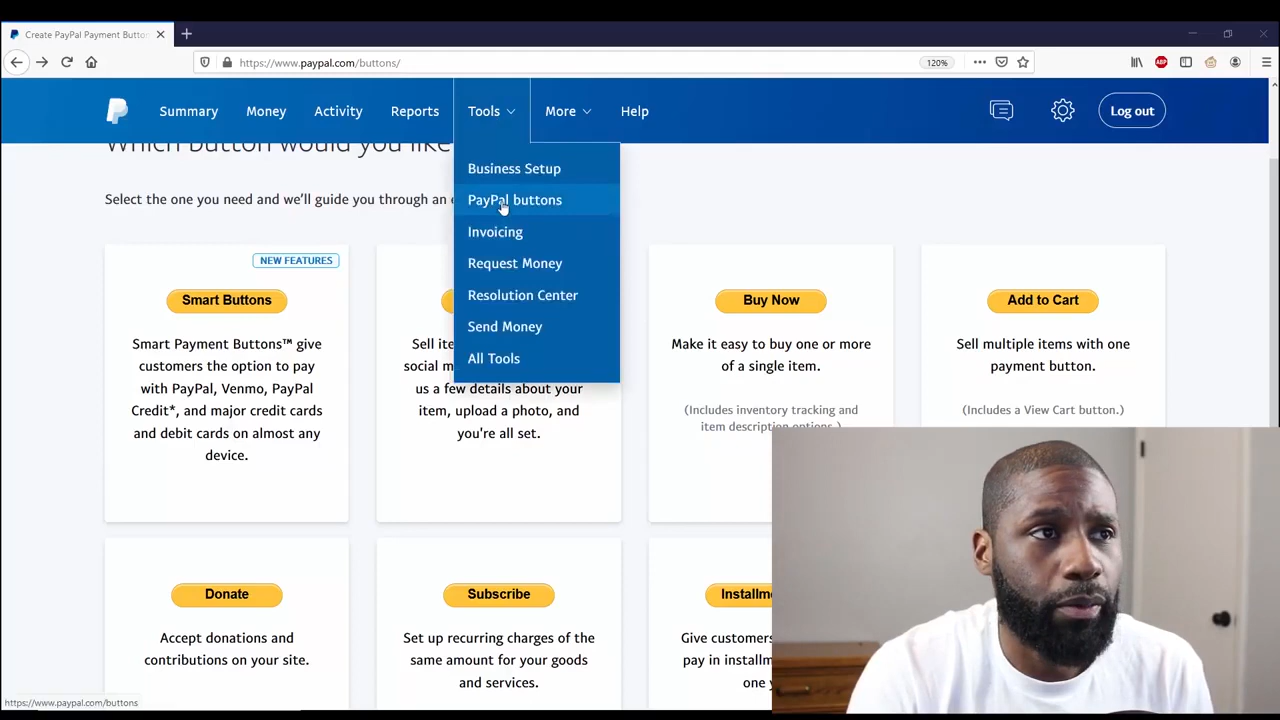 Create PayPal Payment Butto
https://www.paypal.com/buttons/
120%
ABP
Summary
Money
Activity
Reports
Tools
More
Help
Log out
Which Button would you like
Select the one you need and we'll guide you through an
Business Setup
PayPal buttons
Invoicing
Request Money
Resolution Center
Send Money
All Tools
NEW FEATURES
Smart Buttons
Smart Payment Buttons™ give
customers the option to pay
with PayPal, Venmo, PayPal
Credit*, and major credit cards
and debit cards on almost any
device.
Sell
social
us a few details about your
item, upload a photo, and
you're all set.
Buy Now
Make it easy to buy one or more
of a single item.
(Includes inventory tracking and
item description options.)
Add to Cart
Sell multiple items with one
payment button.
(Includes a View Cart button.)
Donate
Accept donations and
contributions on your site.
Subscribe
Set up recurring charges of the
same amount for your goods
and services.
Installm
Give customers
pay in installm
one
https://www.paypal.com/buttons